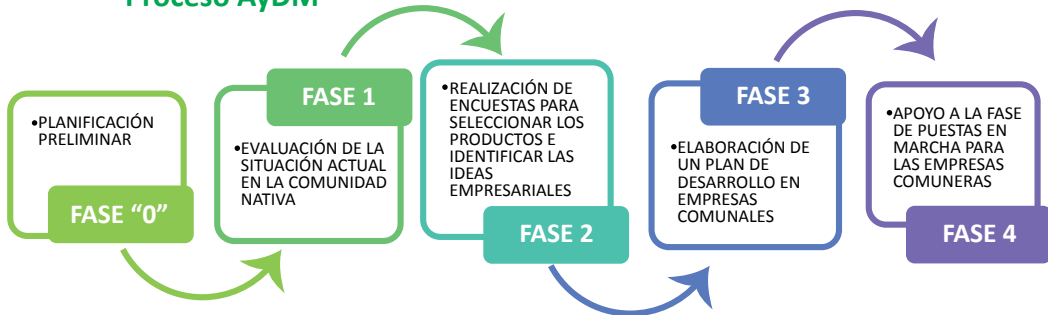 Proceso AyDM
•PLANIFICACIÓN
PRELIMINAR
FASE “0”
FASE 1
•EVALUACIÓN DE LA
SITUACIÓN ACTUAL
EN LA COMUNIDAD
NATIVA
•REALIZACIÓN DE
ENCUESTAS PARA
SELECCIONAR LOS
PRODUCTOS E
IDENTIFICAR LAS
IDEAS
EMPRESARIALES
FASE 2
FASE 3
•ELABORACIÓN DE
UN PLAN DE
DESARROLLO EN
EMPRESAS
COMUNALES
•APOYO A LA FASE
DE PUESTAS EN
MARCHA PARA
LAS EMPRESAS
COMUNERAS
FASE 4